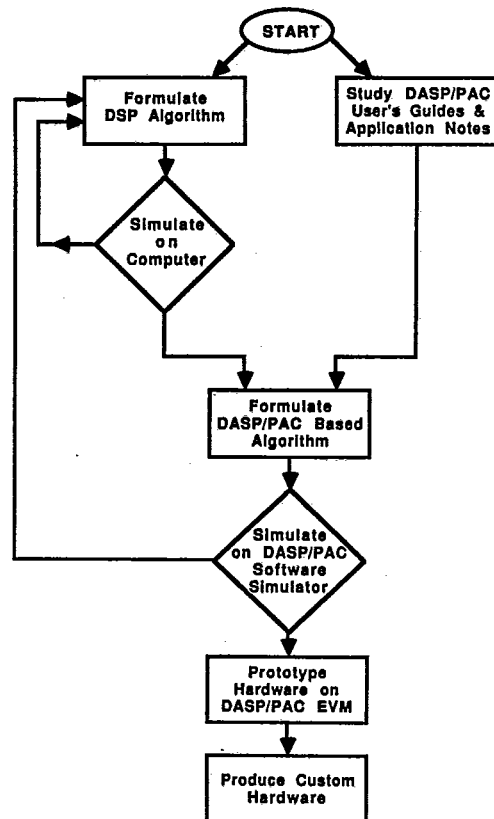 START
Formulate
DSP Algorithm
Study DASP/PAC
User's Guides &
Application Notes
Simulate
on
Computer
Formulate
DASP/PAC Based
Algorithm
Simulate
on DASP/PAC
Software
Simulator
Prototype
Hardware on
DASP/PAC EVM
Produce Custom
Hardware